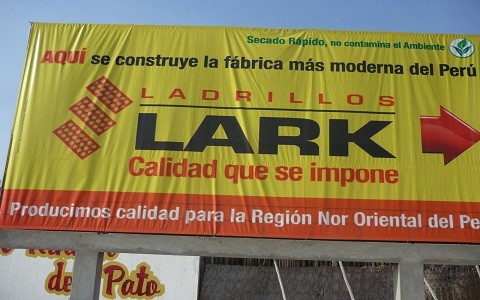 Secado Rápido, no contamina el Ambiente
AQUÍ se construye la fábrica más moderna del Perú
LADRILLOS
LARK
Calidad que se impone
Producimos calidad para la Región Nor Oriental del Pe
de Pato